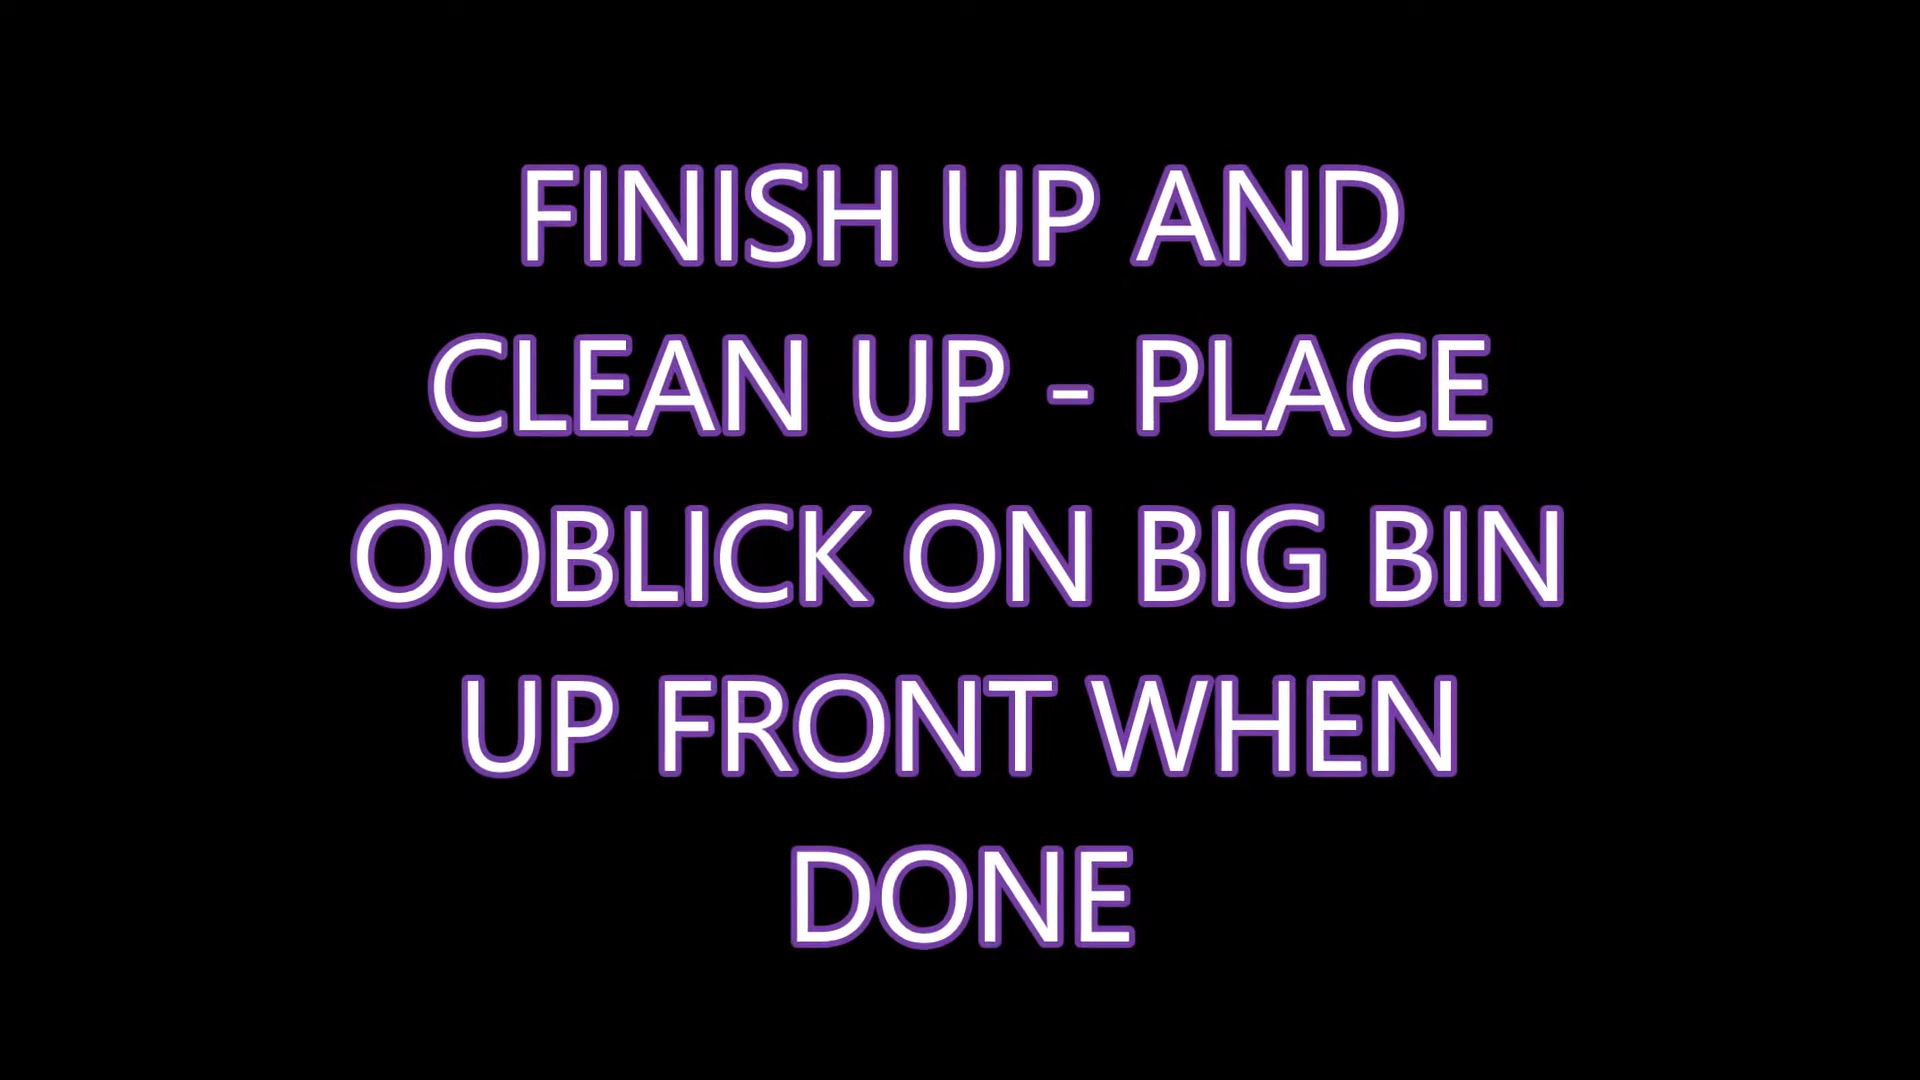 FINISH UP AND
CLEAN UP - PLACE
OOBLICK ON BIG BIN
UP FRONT WHEN
DONE